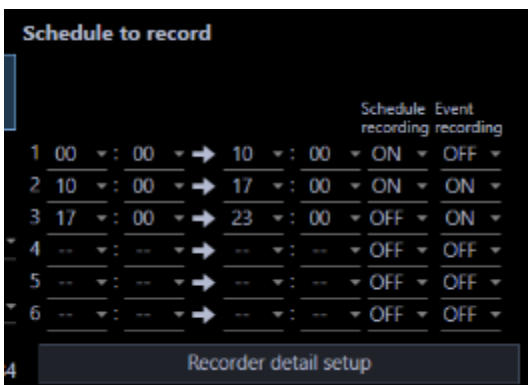 Schedule to record
Schedule Event
recording recording
1 00 : 00 → 10 : 00 ON OFF
2 10 : 00 → 17 : 00 ON ON
3 17 : 00 → 23 : 00 OFF ON
4 -- : -- → -- : -- OFF OFF
5 -- : -- → -- : -- OFF OFF
6 -- : -- → -- : -- OFF OFF
4 Recorder detail setup